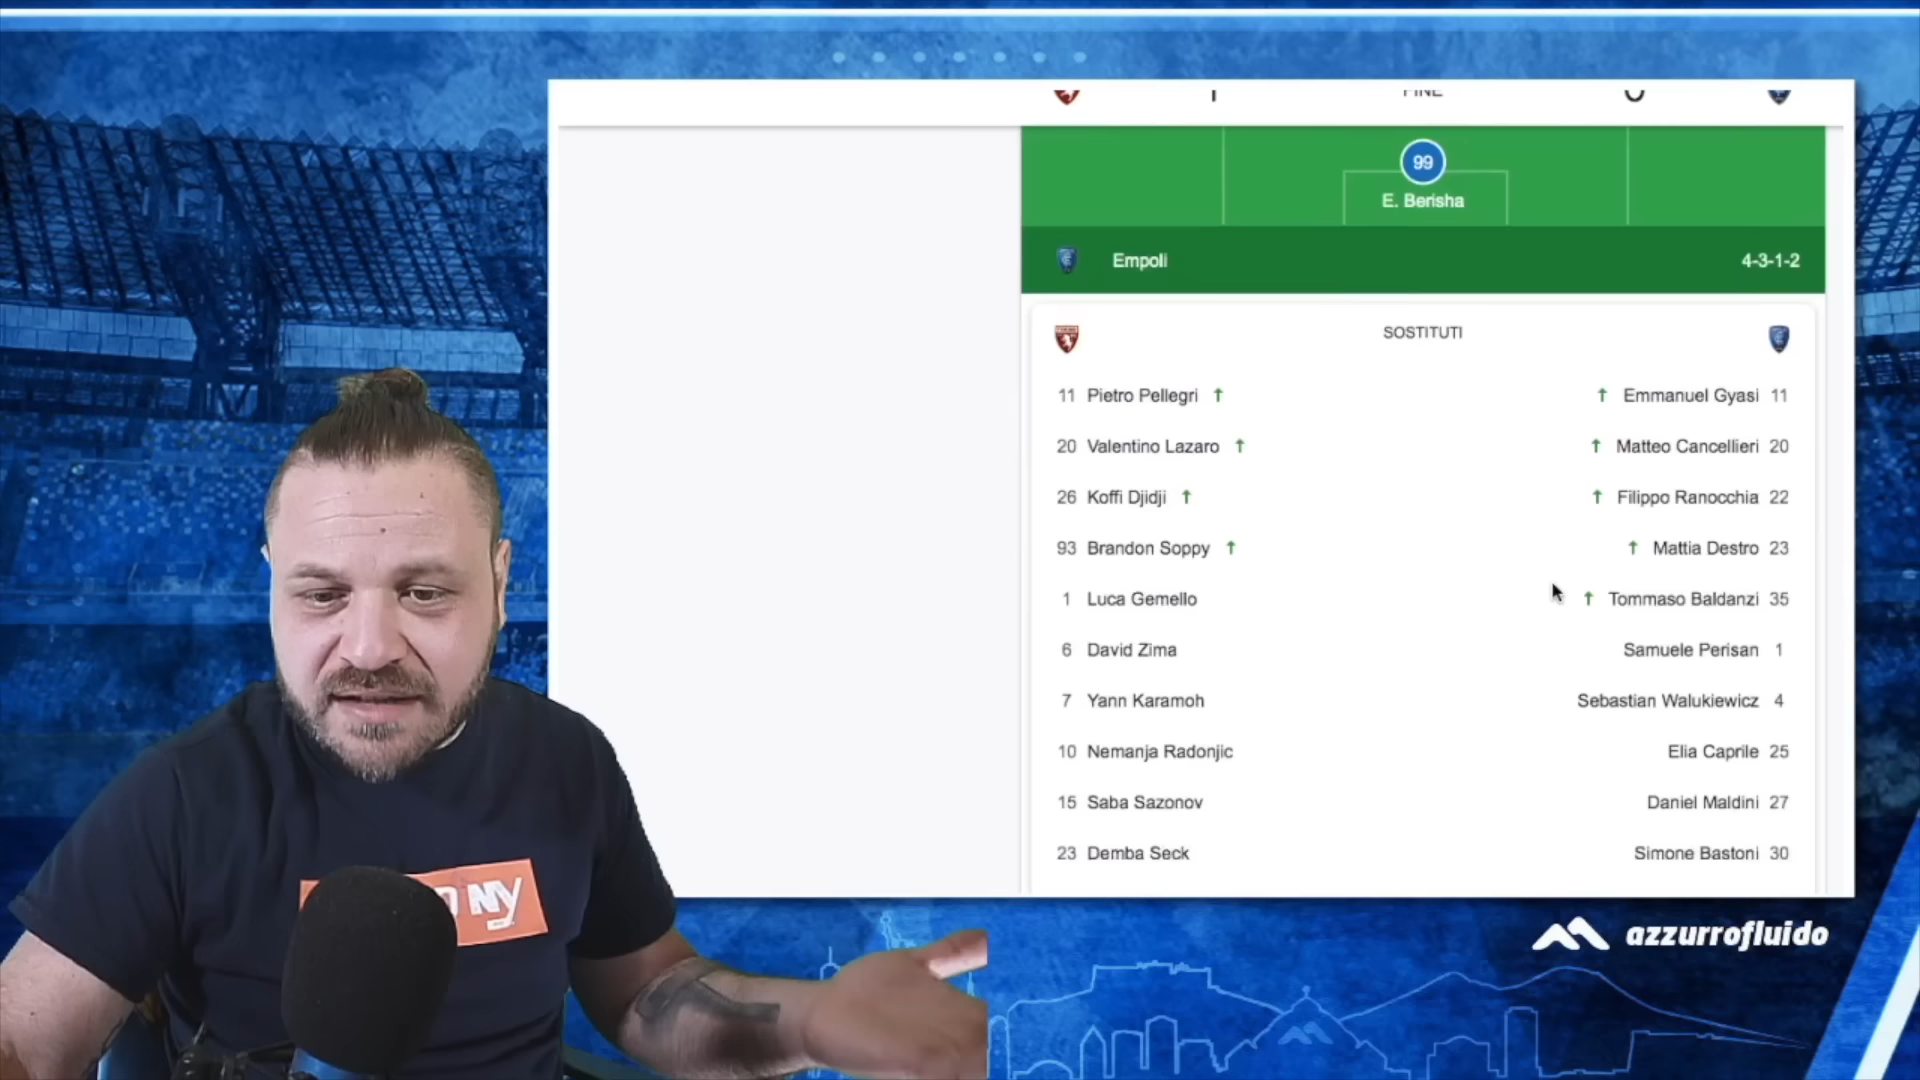 1 FINE 0
99
E. Berisha
Empoli 4-3-1-2
SOSTITUTI
11 Pietro Pellegri ↑ ↑ Emmanuel Gyasi 11
20 Valentino Lazaro ↑ ↑ Matteo Cancellieri 20
26 Koffi Djidji ↑ ↑ Filippo Ranocchia 22
93 Brandon Soppy ↑ ↑ Mattia Destro 23
1 Luca Gemello ↑ Tommaso Baldanzi 35
6 David Zima Samuele Perisan 1
7 Yann Karamoh Sebastian Walukiewicz 4
10 Nemanja Radonjic Elia Caprile 25
15 Saba Sazonov Daniel Maldini 27
23 Demba Seck Simone Bastoni 30
NY
azzurrofluido